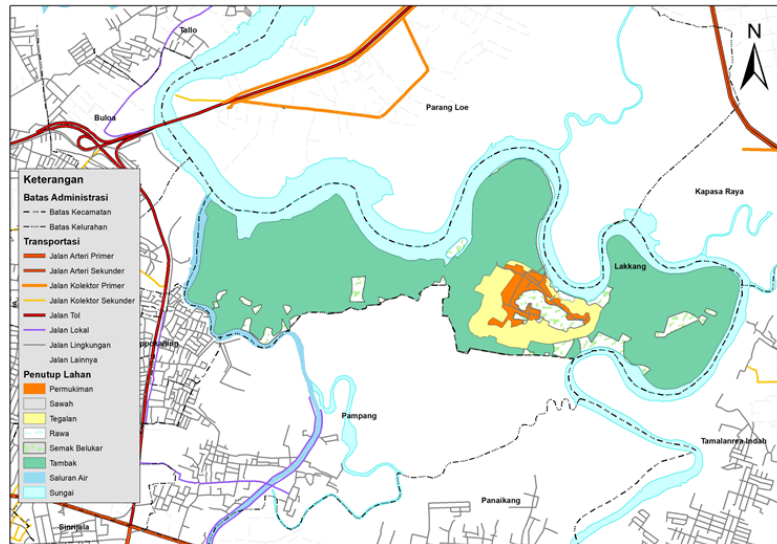 Tallo
N
Buloa
Parang Loe
Kapasa Raya
Keterangan
Batas Administrasi
Batas Kecamatan
Batas Kelurahan
Transportasi
Jalan Arteri Primer
Jalan Arteri Sekunder
Jalan Kolektor Primer
Jalan Kolektor Sekunder
Jalan Tol
Jalan Lokal
Jalan Lingkungan
Jalan Lainnya
Penutup Lahan
Permukiman
Sawah
Tegalan
Rawa
Semak Belukar
Tambak
Saluran Air
Sungai
Lakkang
Pampang
Tamalanrea Indah
Panaikang
Sinrijala